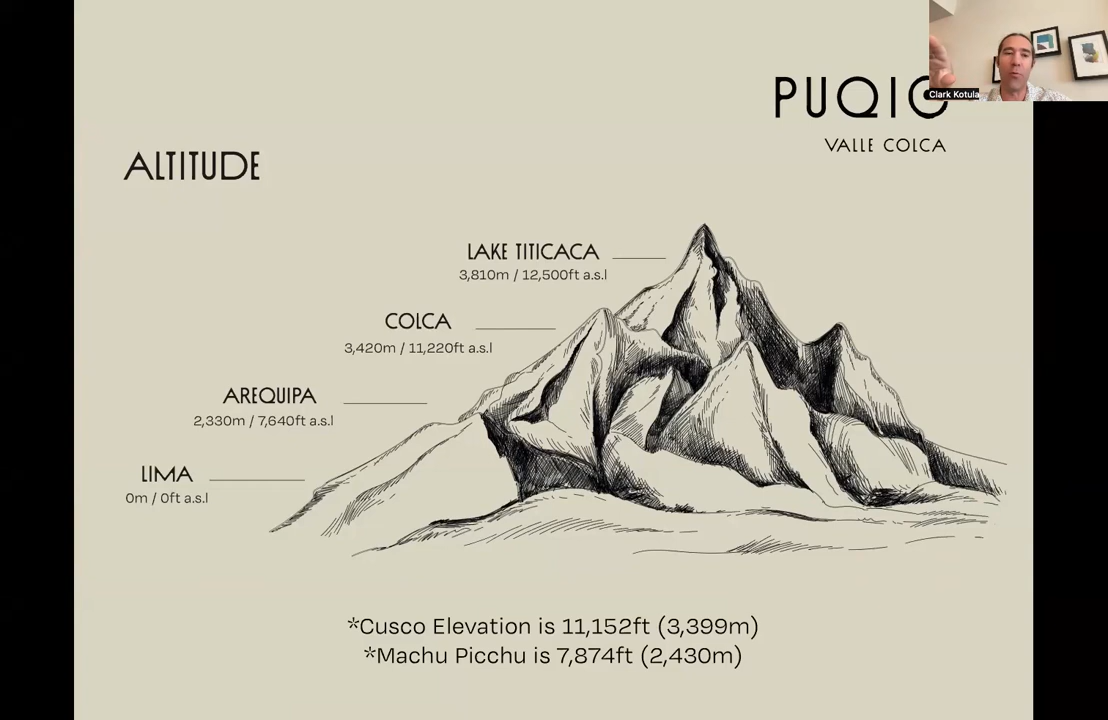 PUQIO
Clark Kotula
VALLE COLCA
ALTITUDE
LAKE TITICACA
3,810m / 12,500ft a.s.l
COLCA
3,420m / 11,220ft a.s.l
AREQUIPA
2,330m / 7,640ft a.s.l
LIMA
0m / 0ft a.s.l
*Cusco Elevation is 11,152ft (3,399m)
*Machu Picchu is 7,874ft (2,430m)